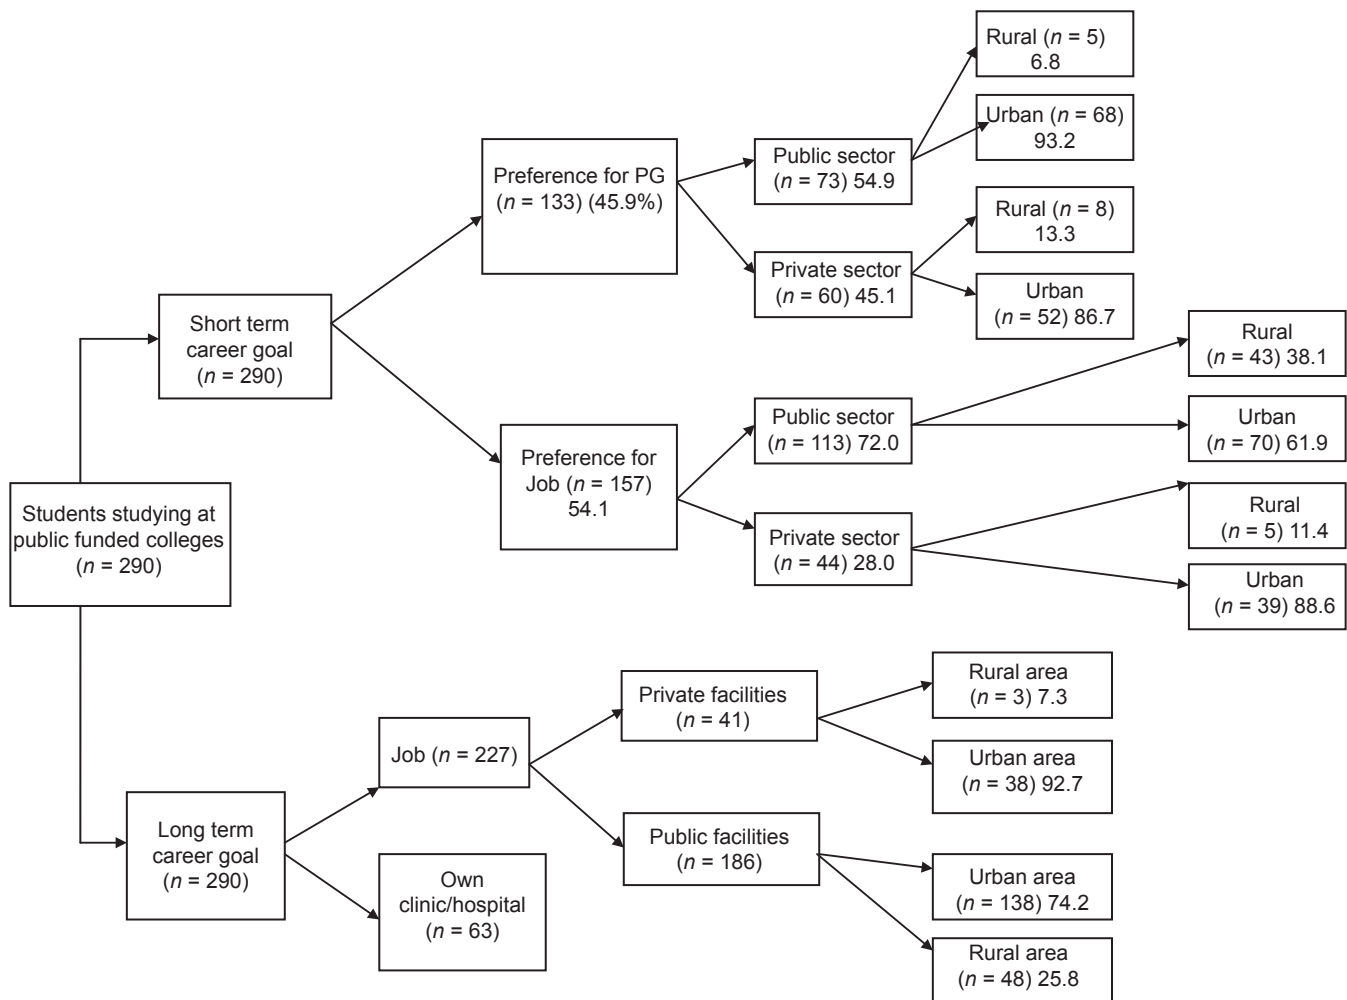 Students studying at
public funded colleges
(n = 290)
Short term
career goal
(n = 290)
Preference for PG
(n = 133) (45.9%)
Public sector
(n = 73) 54.9
Rural (n = 5)
6.8
Urban (n = 68)
93.2
Private sector
(n = 60) 45.1
Rural (n = 8)
13.3
Urban
(n = 52) 86.7
Preference for
Job (n = 157)
54.1
Public sector
(n = 113) 72.0
Rural
(n = 43) 38.1
Urban
(n = 70) 61.9
Private sector
(n = 44) 28.0
Rural
(n = 5) 11.4
Urban
(n = 39) 88.6
Long term
career goal
(n = 290)
Job (n = 227)
Private facilities
(n = 41)
Rural area
(n = 3) 7.3
Urban area
(n = 38) 92.7
Public facilities
(n = 186)
Urban area
(n = 138) 74.2
Rural area
(n = 48) 25.8
Own
clinic/hospital
(n = 63)